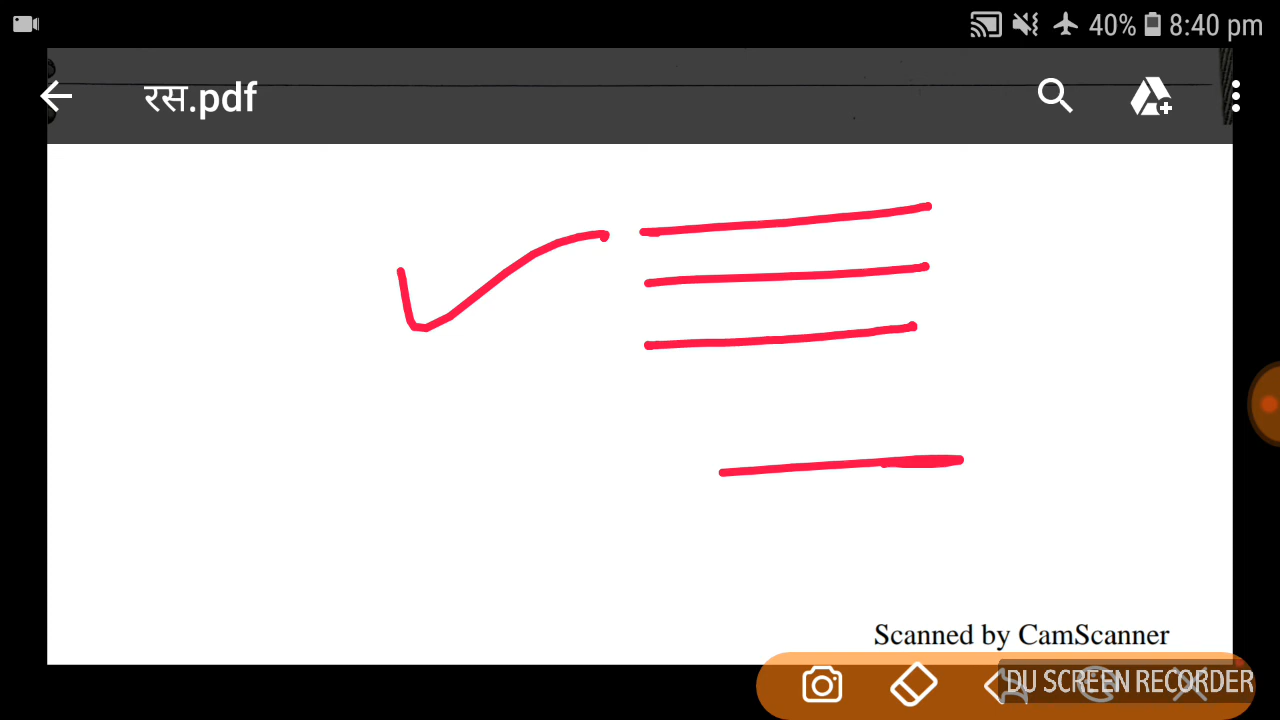 40% 8:40 pm
रस.pdf
Scanned by CamScanner
DU SCREEN RECORDER